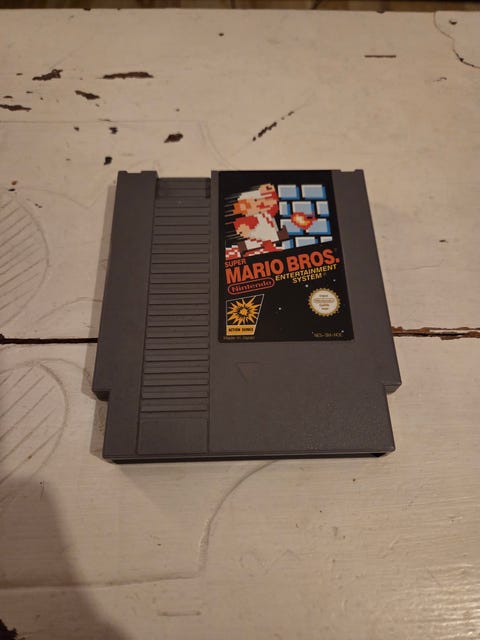 SUPER
MARIO BROS.
Nintendo
ENTERTAINMENT
SYSTEM
ACTION SERIES
Made in Japan